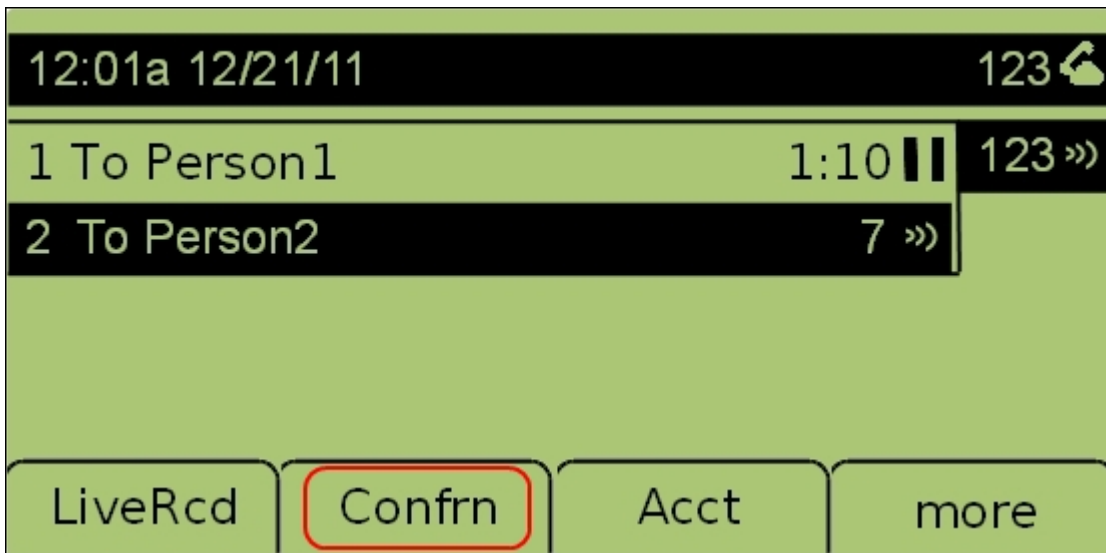 12:01a 12/21/11 123
1 To Person1 1:10 123
2 To Person2 7
LiveRcd Confrn Acct more